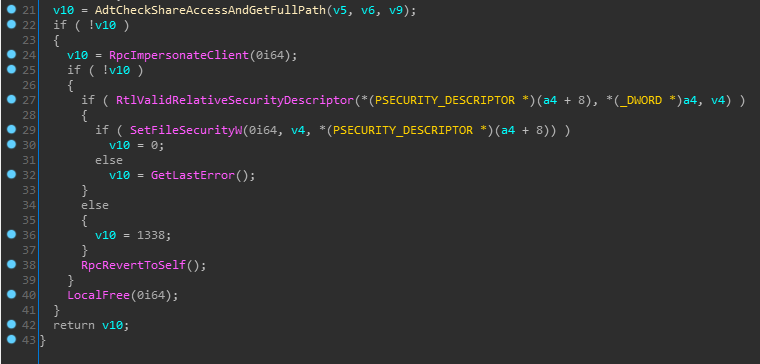 21 v10 = AdtCheckShareAccessAndGetFullPath(v5, v6, v9);
22 if ( !v10 )
23 {
24 v10 = RpcImpersonateClient(0i64);
25 if ( !v10 )
26 {
27 if ( RtlValidRelativeSecurityDescriptor(*(PSECURITY_DESCRIPTOR *)(a4 + 8), *(_DWORD *)a4, v4) )
28 {
29 if ( SetFileSecurityW(0i64, v4, *(PSECURITY_DESCRIPTOR *)(a4 + 8)) )
30 v10 = 0;
31 else
32 v10 = GetLastError();
33 }
34 else
35 {
36 v10 = 1338;
37 }
38 RpcRevertToSelf();
39 }
40 LocalFree(0i64);
41 }
42 return v10;
43 }